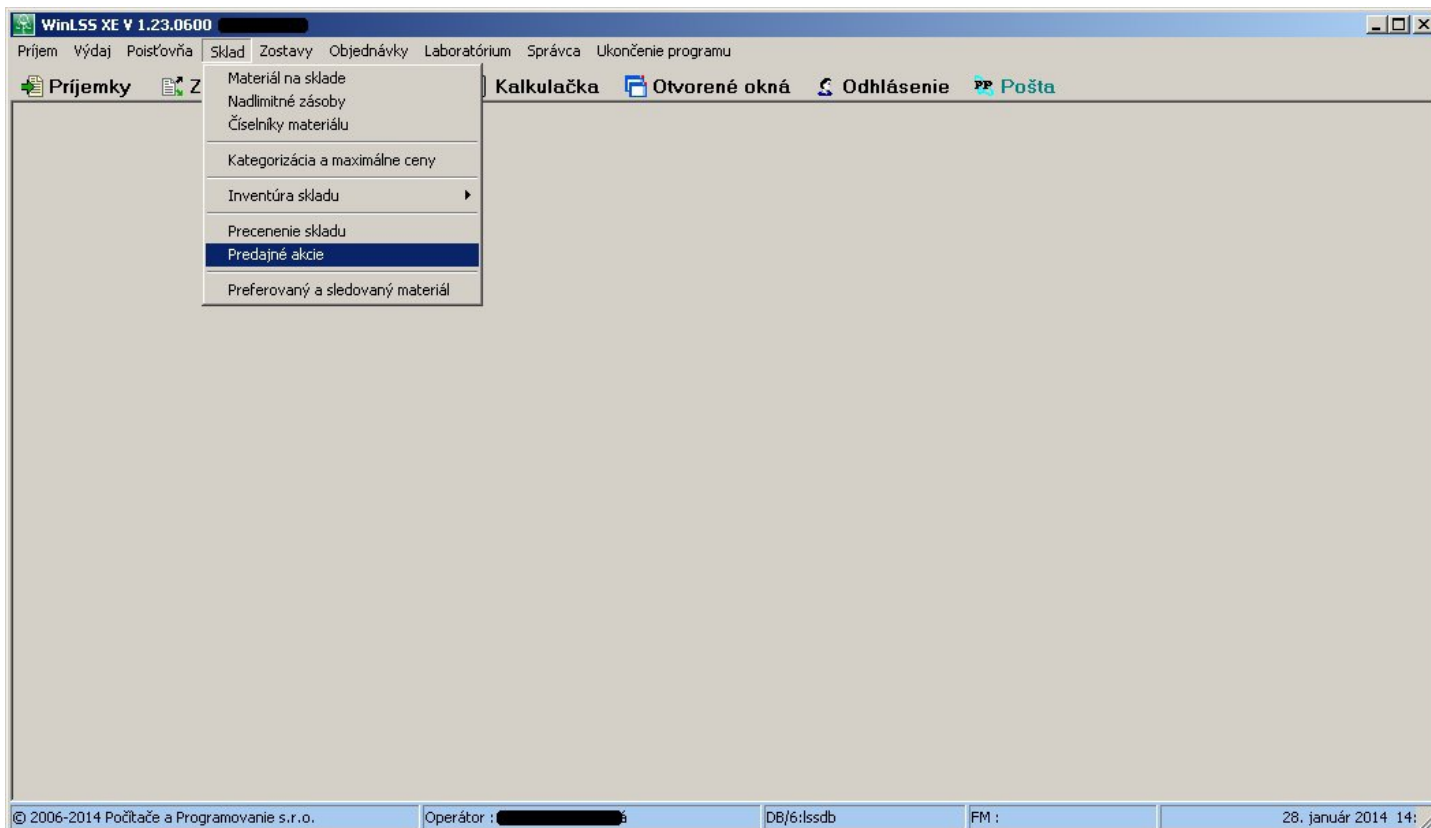 WinLSS XE V 1.23.0600
Príjem Výdaj Poisťovňa Sklad Zostavy Objednávky Laboratórium Správca Ukončenie programu
Príjemky Z Kalkulačka Otvorené okná Odhlásenie Pošta
Materiál na sklade
Nadlimitné zásoby
Číselníky materiálu
Kategorizácia a maximálne ceny
Inventúra skladu
Precenenie skladu
Predajné akcie
Preferovaný a sledovaný materiál
© 2006-2014 Počítače a Programovanie s.r.o. Operátor : á DB/6:lssdb FM : 28. január 2014 14: